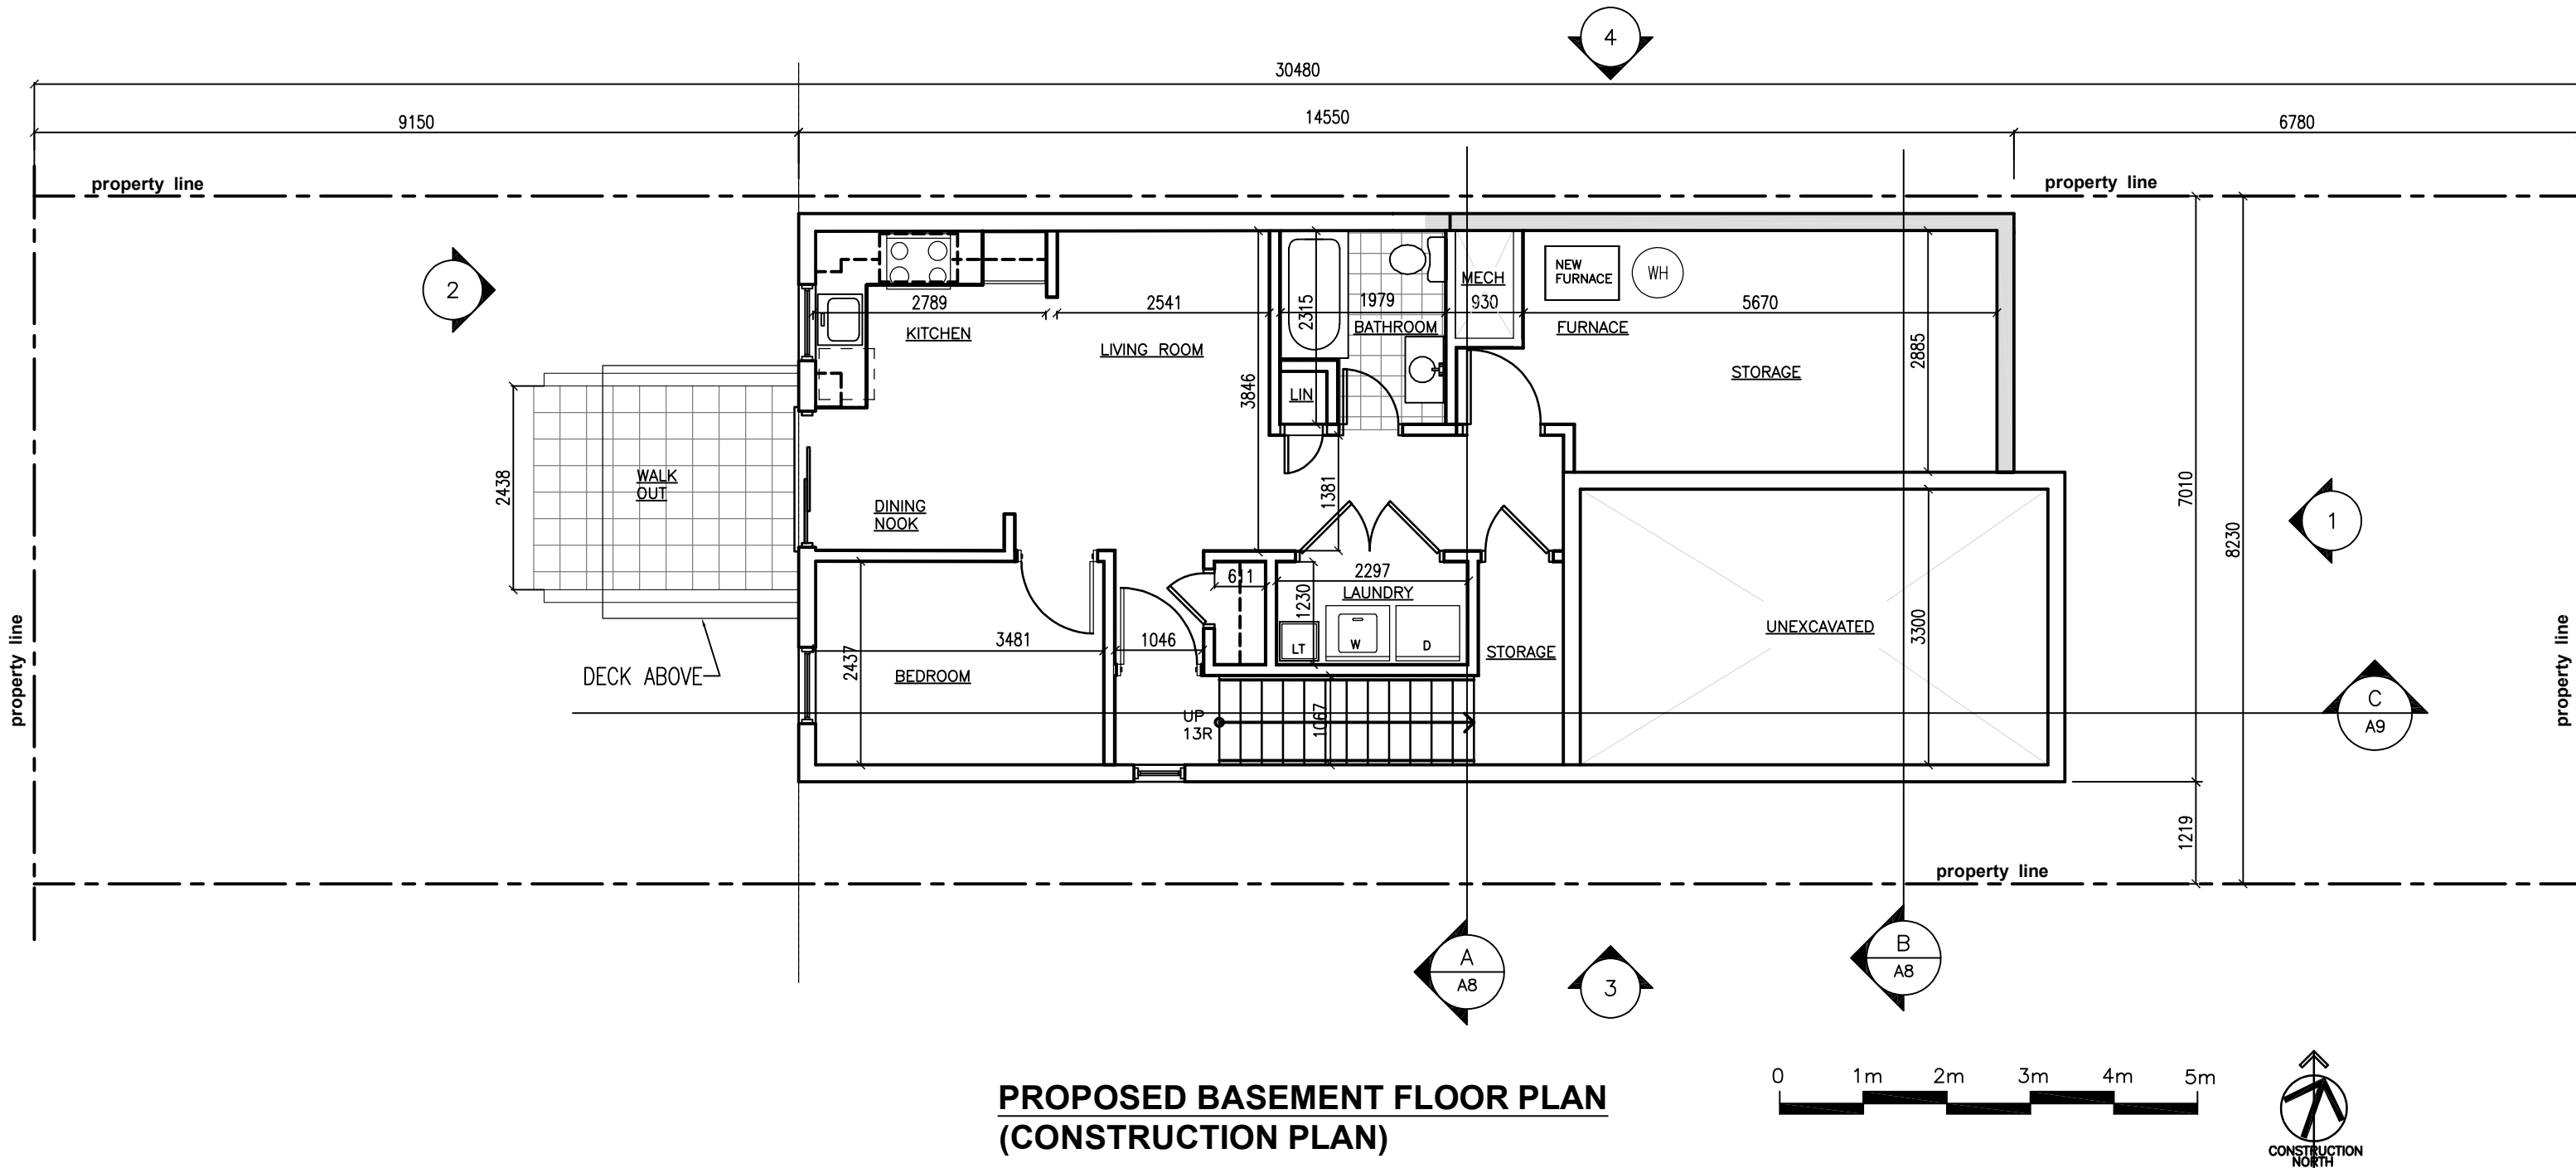 4
30480
9150
14550
6780
property line
property line
2
NEW
FURNACE
WH
MECH
2789
2541
2315
1979
930
5670
KITCHEN
BATHROOM
FURNACE
LIVING ROOM
2885
STORAGE
3846
LIN
2438
WALK
OUT
DINING
NOOK
1381
7010
8230
1
2297
1230
LAUNDRY
3300
UNEXCAVATED
property line
property line
2437
3481
1046
LT
W
D
STORAGE
DECK ABOVE
BEDROOM
UP
13R
1067
C
A9
1219
property line
A
A8
B
A8
3
0 1m 2m 3m 4m 5m
PROPOSED BASEMENT FLOOR PLAN
(CONSTRUCTION PLAN)
CONSTRUCTION
NORTH